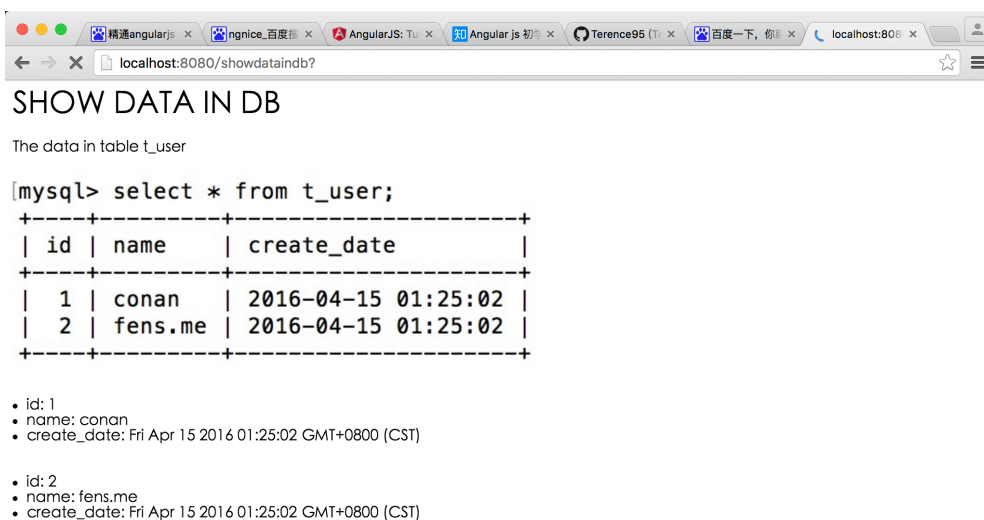 精通angularjs
ngnice_百度搜
AngularJS: Tu
Angular js 初学
Terence95 (Te
百度一下，你就
localhost:808
localhost:8080/showdataindb?
SHOW DATA IN DB
The data in table t_user
[mysql> select * from t_user;
+----+---------+---------------------+
| id | name    | create_date         |
+----+---------+---------------------+
|  1 | conan   | 2016-04-15 01:25:02 |
|  2 | fens.me | 2016-04-15 01:25:02 |
+----+---------+---------------------+
• id: 1
• name: conan
• create_date: Fri Apr 15 2016 01:25:02 GMT+0800 (CST)
• id: 2
• name: fens.me
• create_date: Fri Apr 15 2016 01:25:02 GMT+0800 (CST)